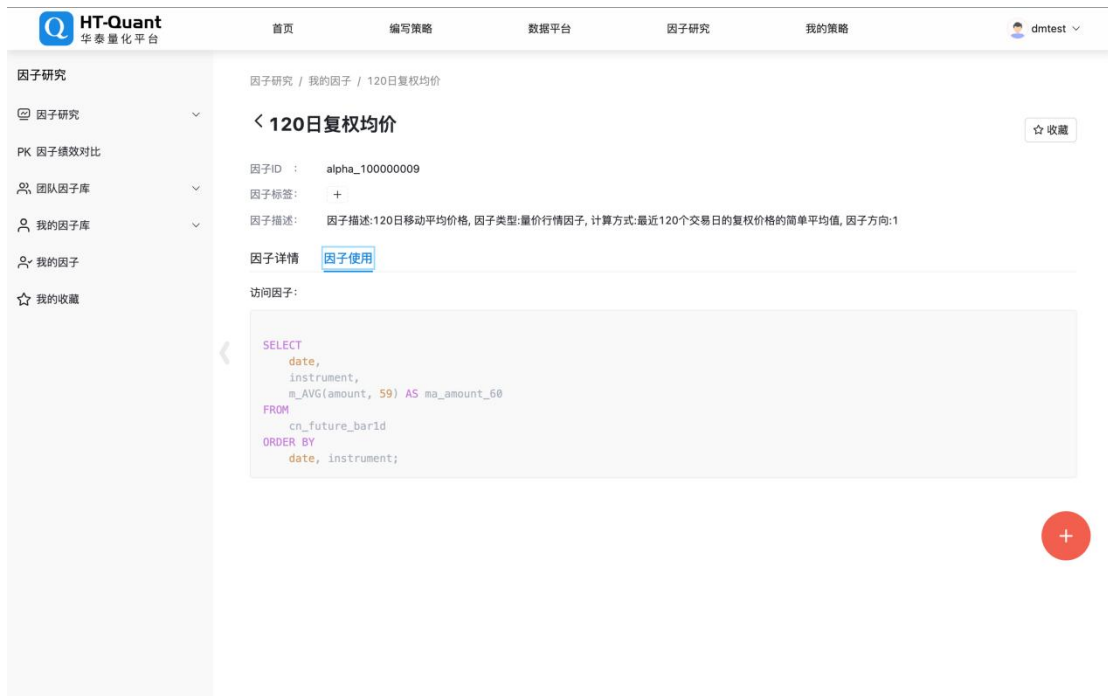 HT-Quant
华泰量化平台
首页 编写策略 数据平台 因子研究 我的策略 dmtest
因子研究
因子研究
PK 因子绩效对比
团队因子库
我的因子库
我的因子
我的收藏
因子研究 / 我的因子 / 120日复权均价
120日复权均价
收藏
因子ID : alpha_100000009
因子标签: +
因子描述: 因子描述:120日移动平均价格, 因子类型:量价行情因子, 计算方式:最近120个交易日的复权价格的简单平均值, 因子方向:1
因子详情 因子使用
访问因子:
SELECT
date,
instrument,
m_AVG(amount, 59) AS ma_amount_60
FROM
cn_future_bar1d
ORDER BY
date, instrument;
+